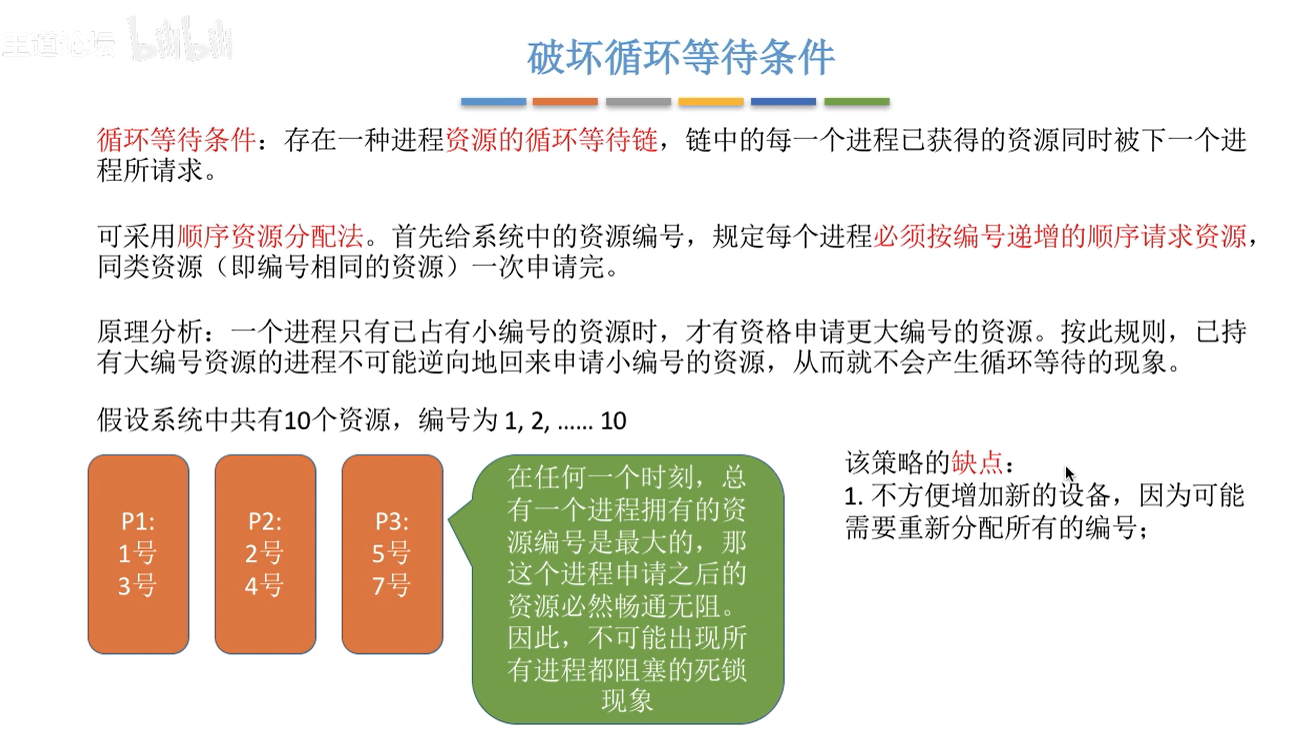 王道论坛 bilibili
破坏循环等待条件
循环等待条件：存在一种进程资源的循环等待链，链中的每一个进程已获得的资源同时被下一个进
程所请求。
可采用顺序资源分配法。首先给系统中的资源编号，规定每个进程必须按编号递增的顺序请求资源，
同类资源（即编号相同的资源）一次申请完。
原理分析：一个进程只有已占有小编号的资源时，才有资格申请更大编号的资源。按此规则，已持
有大编号资源的进程不可能逆向地回来申请小编号的资源，从而就不会产生循环等待的现象。
假设系统中共有10个资源，编号为 1, 2, …… 10
P1:
1号
3号
P2:
2号
4号
P3:
5号
7号
在任何一个时刻，总
有一个进程拥有的资
源编号是最大的，那
这个进程申请之后的
资源必然畅通无阻。
因此，不可能出现所
有进程都阻塞的死锁
现象
该策略的缺点：
1. 不方便增加新的设备，因为可能
需要重新分配所有的编号；